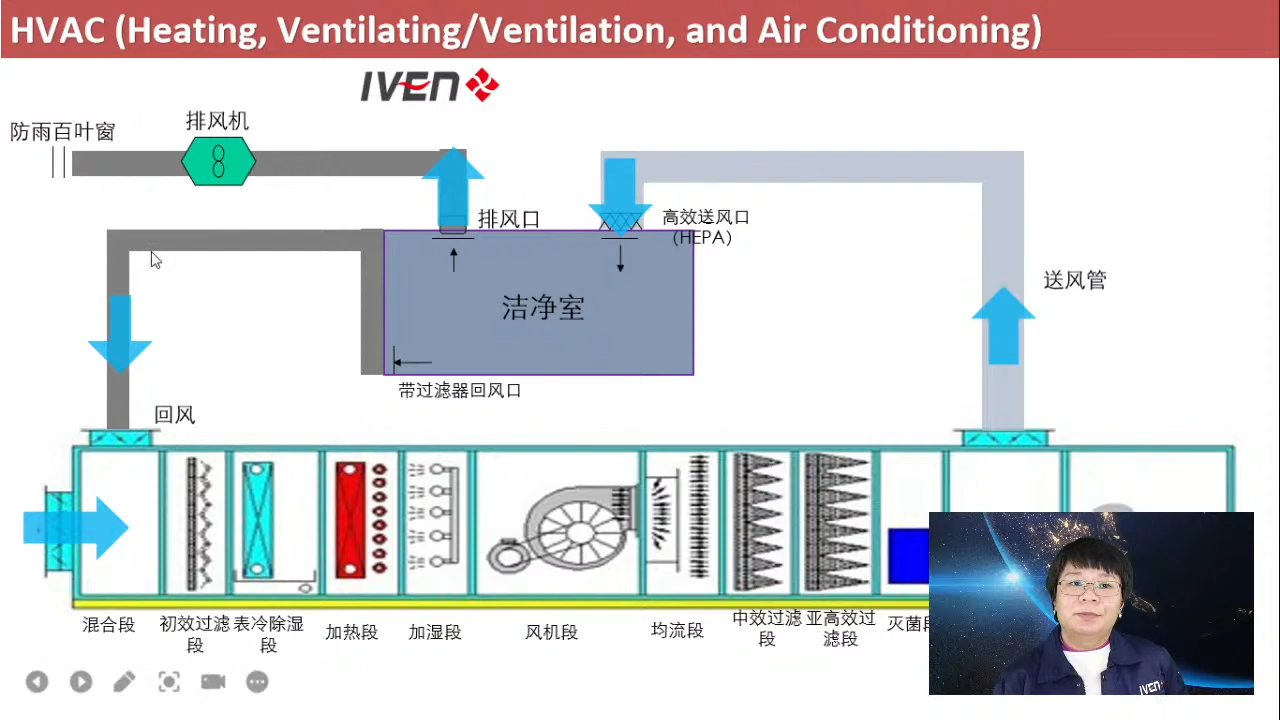 HVAC (Heating, Ventilating/Ventilation, and Air Conditioning)
IVEN
防雨百叶窗
排风机
排风口
高效送风口
（HEPA）
送风管
洁净室
带过滤器回风口
回风
混合段
初效过滤段
表冷除湿段
加热段
加湿段
风机段
均流段
中效过滤段
亚高效过滤段
灭菌
IVEN